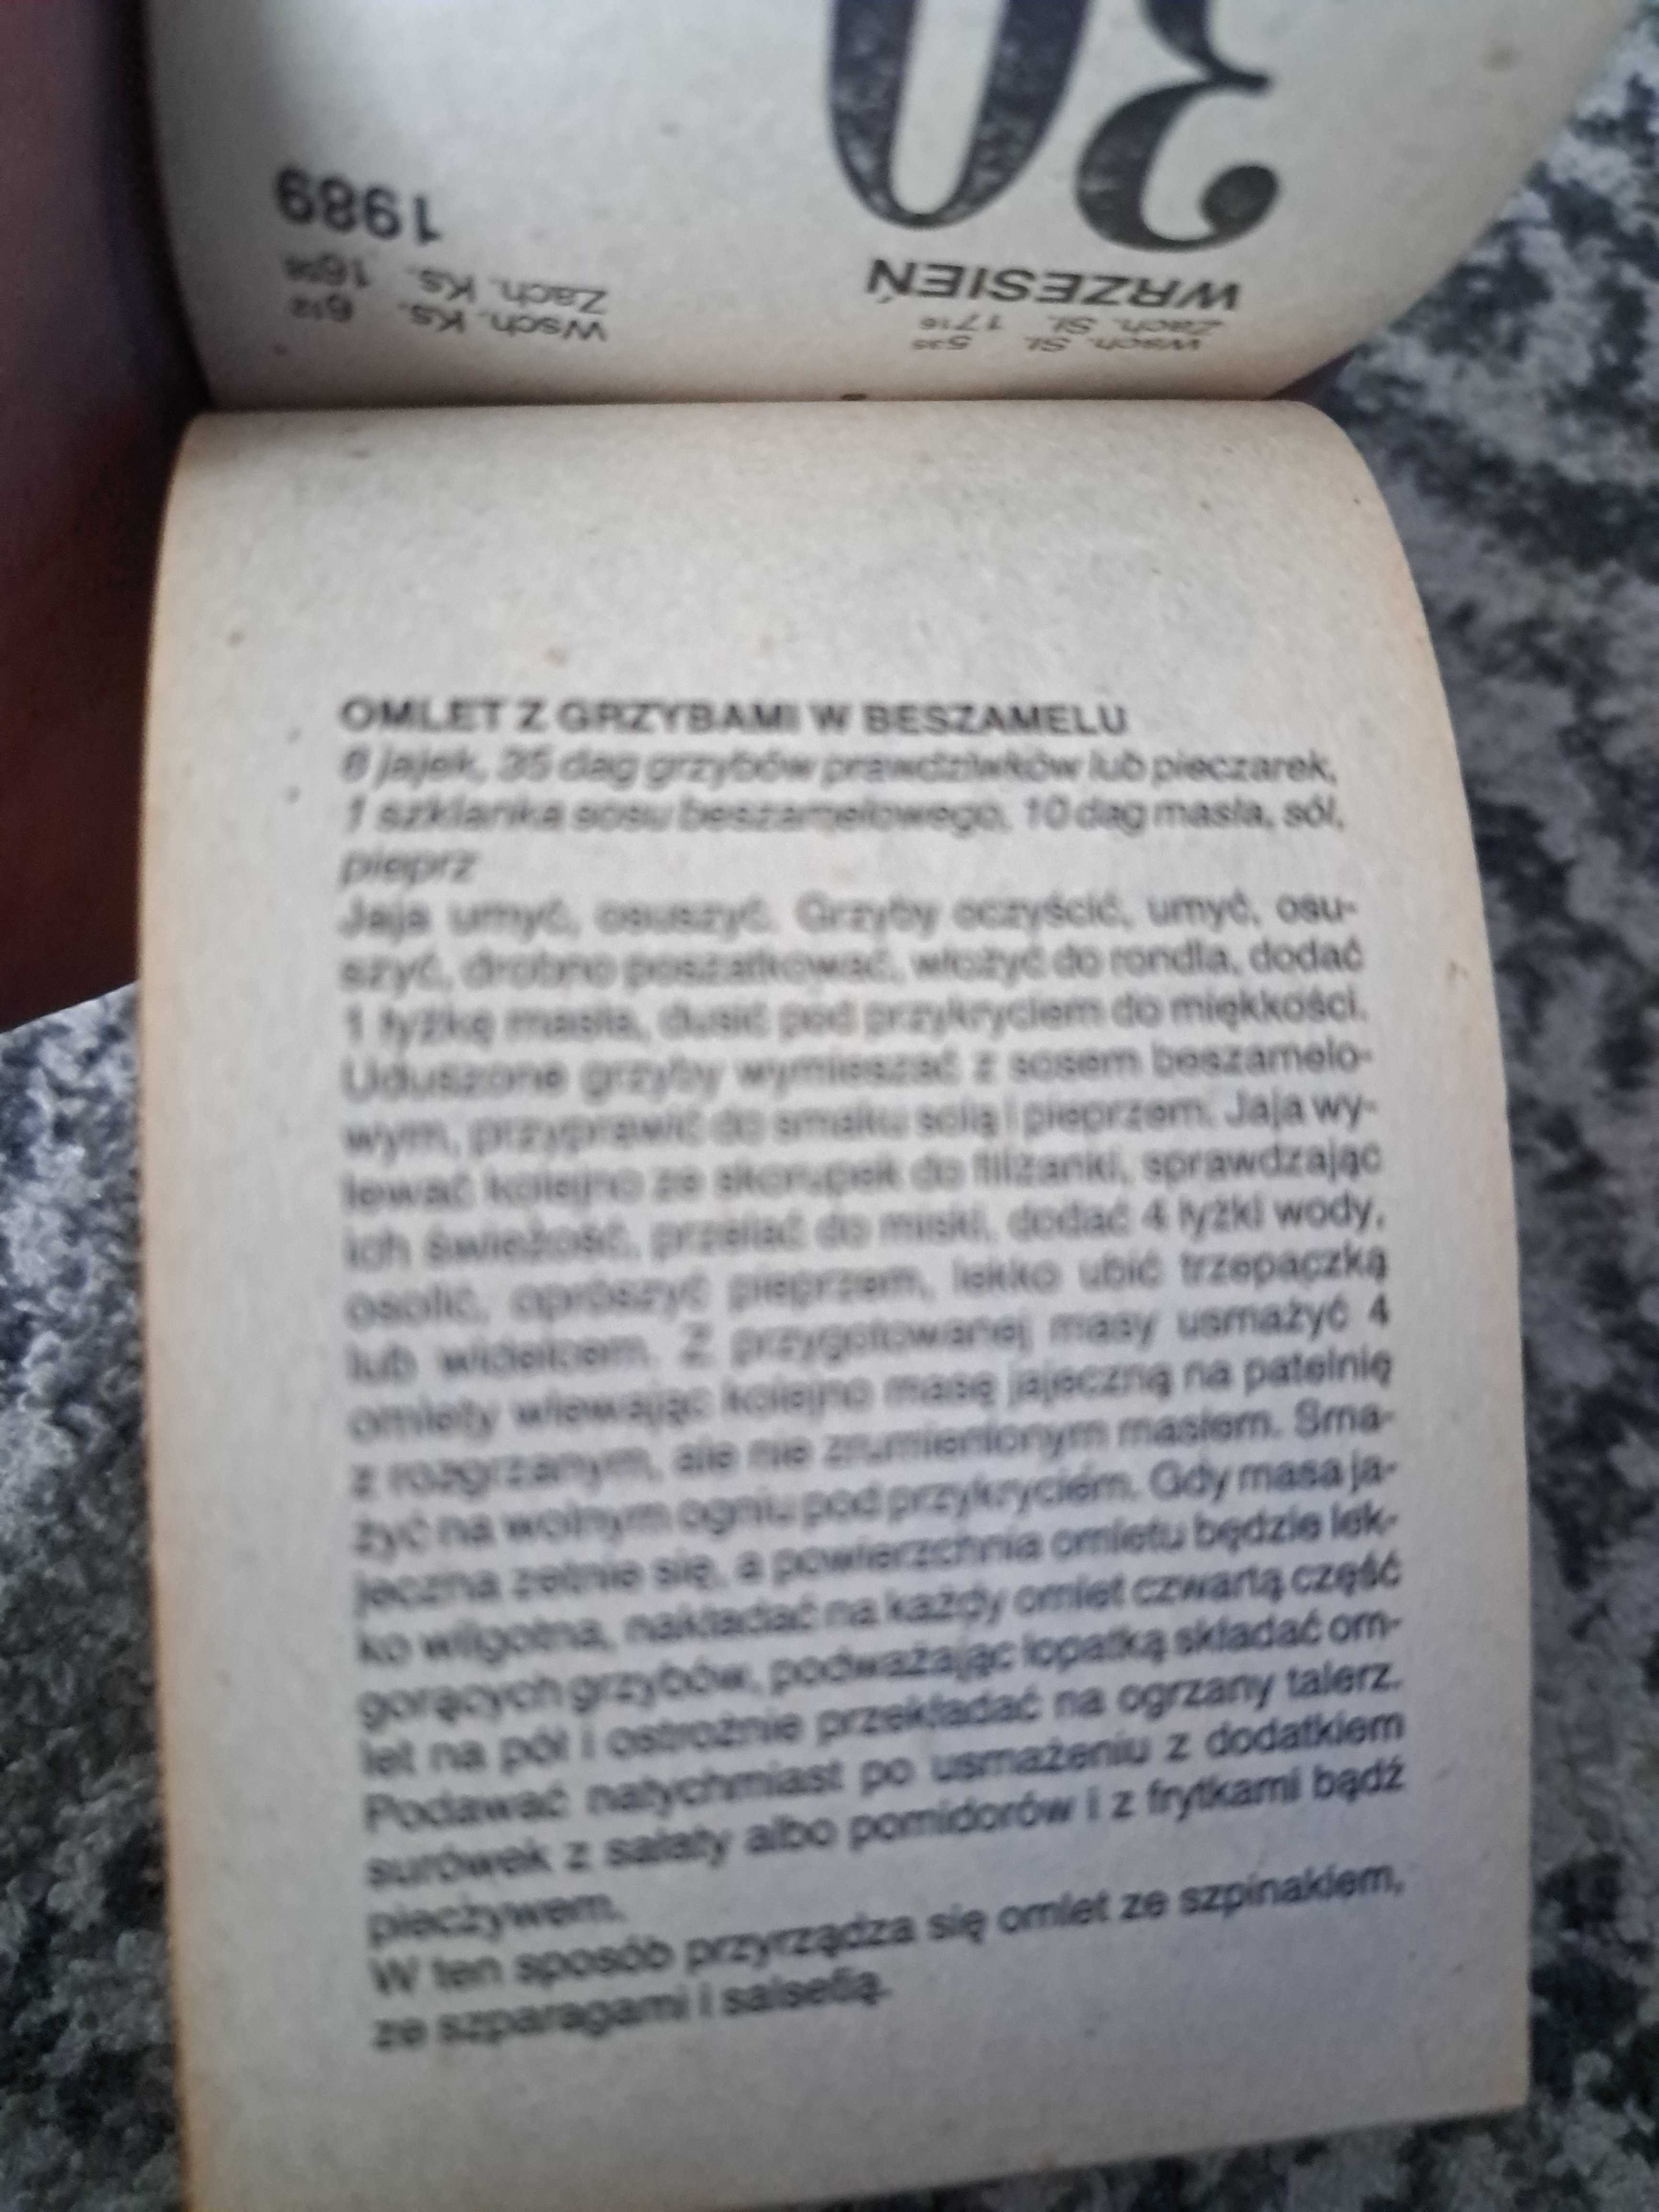 30
WRZESIEŃ
1989
Wsch. Sł. 5³⁵
Zach. Sł. 17¹⁶
Wsch. Ks. 6¹²
Zach. Ks. 16⁵⁶
OMLET Z GRZYBAMI W BESZAMELU
6 jajek, 35 dag grzybów prawdziwków lub pieczarek,
1 szklanka sosu beszamelowego, 10 dag masła, sól,
pieprz
Jaja umyć, osuszyć. Grzyby oczyścić, umyć, osu-
szyć, drobno poszatkować, włożyć do rondla, dodać
1 łyżkę masła, dusić pod przykryciem do miękkości.
Uduszone grzyby wymieszać z sosem beszamelo-
wym, przyprawić do smaku solą i pieprzem. Jaja wy-
lewać kolejno ze skorupek do filiżanki, sprawdzając
ich świeżość, przelać do miski, dodać 4 łyżki wody,
osolić, oprószyć pieprzem, lekko ubić trzepaczką
lub widelcem. Z przygotowanej masy usmażyć 4
omlety wlewając kolejno masę jajeczną na patelnię
z rozgrzanym, ale nie zrumienionym masłem. Sma-
żyć na wolnym ogniu pod przykryciem. Gdy masa ja-
jeczna zetnie się, a powierzchnia omletu będzie lek-
ko wilgotna, nakładać na każdy omlet czwartą część
gorących grzybów, podważając łopatką składać om-
let na pół i ostrożnie przekładać na ogrzany talerz.
Podawać natychmiast po usmażeniu z dodatkiem
surówek z sałaty albo pomidorów i z frytkami bądź
pieczywem.
W ten sposób przyrządza się omlet ze szpinakiem,
ze szparagami i salsefią.